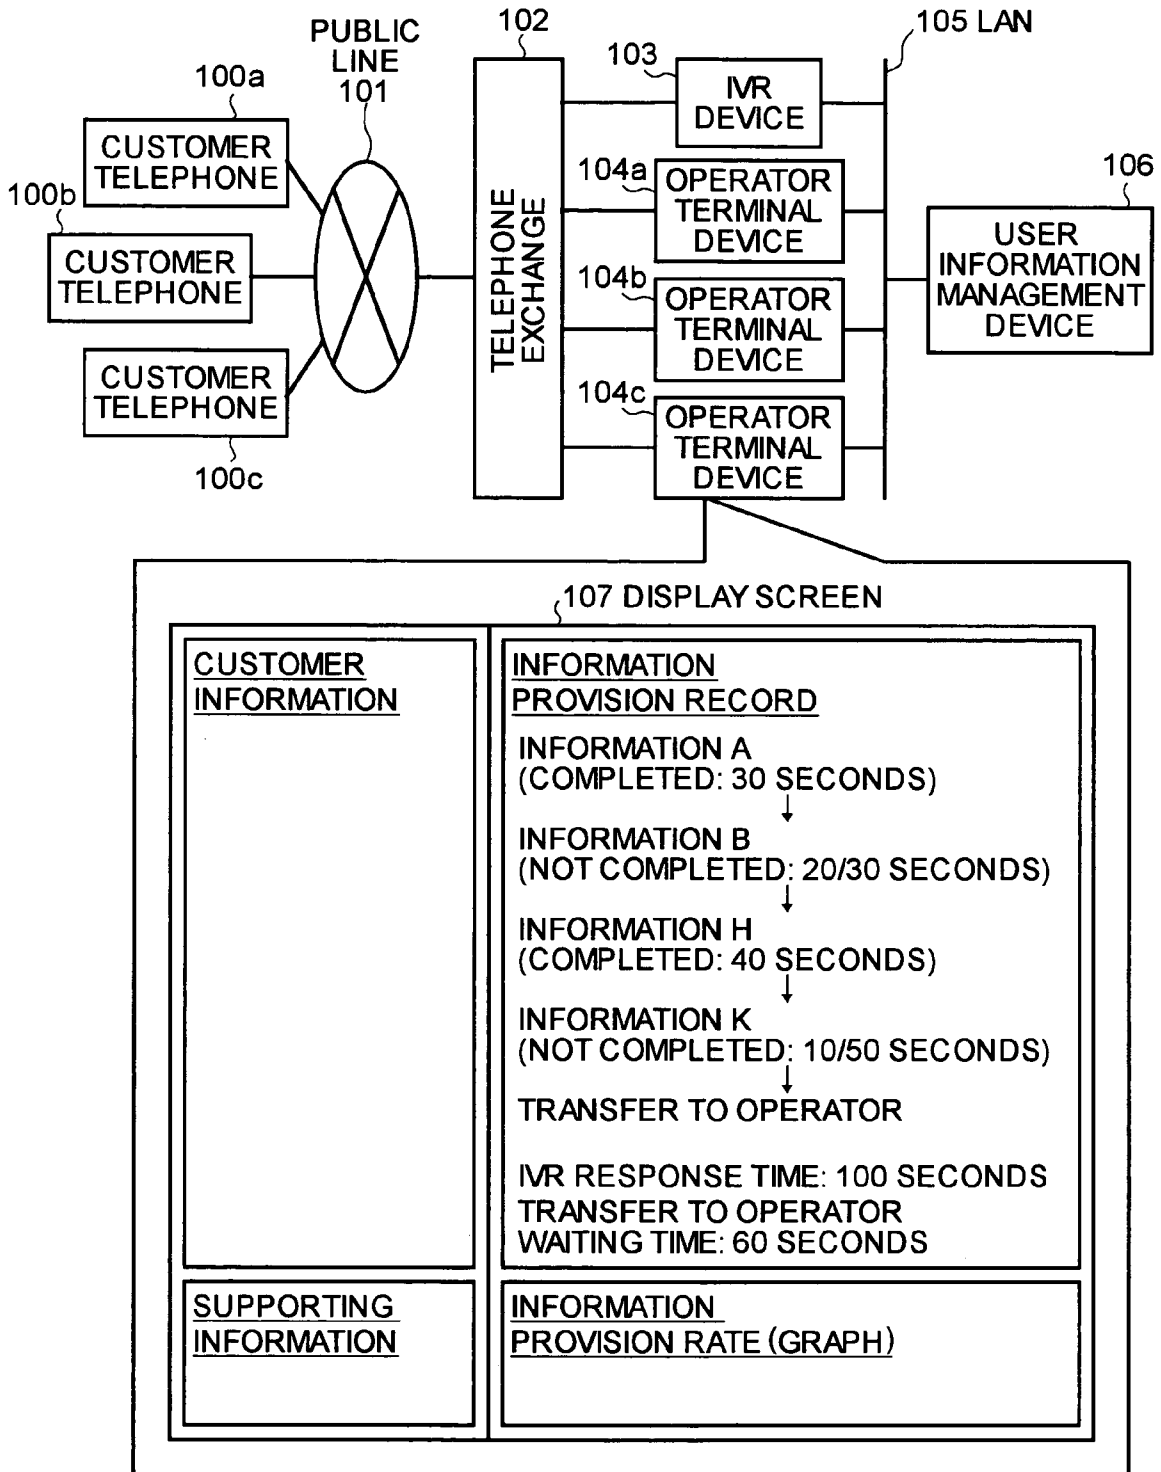 PUBLIC
LINE
101
102
105 LAN
103
IVR
DEVICE
100a
CUSTOMER
TELEPHONE
100b
CUSTOMER
TELEPHONE
CUSTOMER
TELEPHONE
100c
TELEPHONE
EXCHANGE
104a
OPERATOR
TERMINAL
DEVICE
104b
OPERATOR
TERMINAL
DEVICE
104c
OPERATOR
TERMINAL
DEVICE
106
USER
INFORMATION
MANAGEMENT
DEVICE
107 DISPLAY SCREEN
CUSTOMER
INFORMATION
INFORMATION
PROVISION RECORD
INFORMATION A
(COMPLETED: 30 SECONDS)
↓
INFORMATION B
(NOT COMPLETED: 20/30 SECONDS)
↓
INFORMATION H
(COMPLETED: 40 SECONDS)
↓
INFORMATION K
(NOT COMPLETED: 10/50 SECONDS)
↓
TRANSFER TO OPERATOR
IVR RESPONSE TIME: 100 SECONDS
TRANSFER TO OPERATOR
WAITING TIME: 60 SECONDS
SUPPORTING
INFORMATION
INFORMATION
PROVISION RATE (GRAPH)